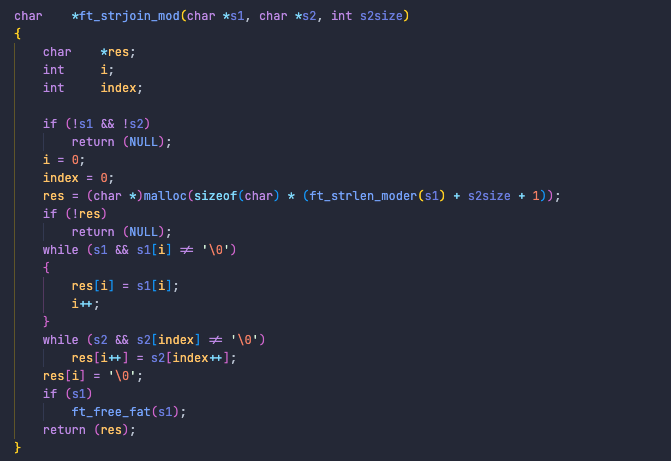 char    *ft_strjoin_mod(char *s1, char *s2, int s2size)
{
    char    *res;
    int     i;
    int     index;

    if (!s1 && !s2)
        return (NULL);
    i = 0;
    index = 0;
    res = (char *)malloc(sizeof(char) * (ft_strlen_moder(s1) + s2size + 1));
    if (!res)
        return (NULL);
    while (s1 && s1[i] != '\0')
    {
        res[i] = s1[i];
        i++;
    }
    while (s2 && s2[index] != '\0')
        res[i++] = s2[index++];
    res[i] = '\0';
    if (s1)
        ft_free_fat(s1);
    return (res);
}